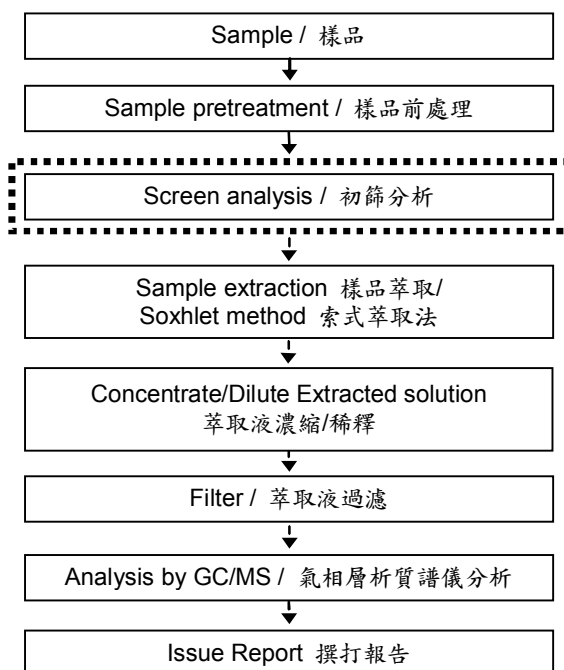 Sample / 樣品
Sample pretreatment / 樣品前處理
Screen analysis / 初篩分析
Sample extraction 樣品萃取/
Soxhlet method 索式萃取法
Concentrate/Dilute Extracted solution
萃取液濃縮/稀釋
Filter / 萃取液過濾
Analysis by GC/MS / 氣相層析質譜儀分析
Issue Report 撰打報告